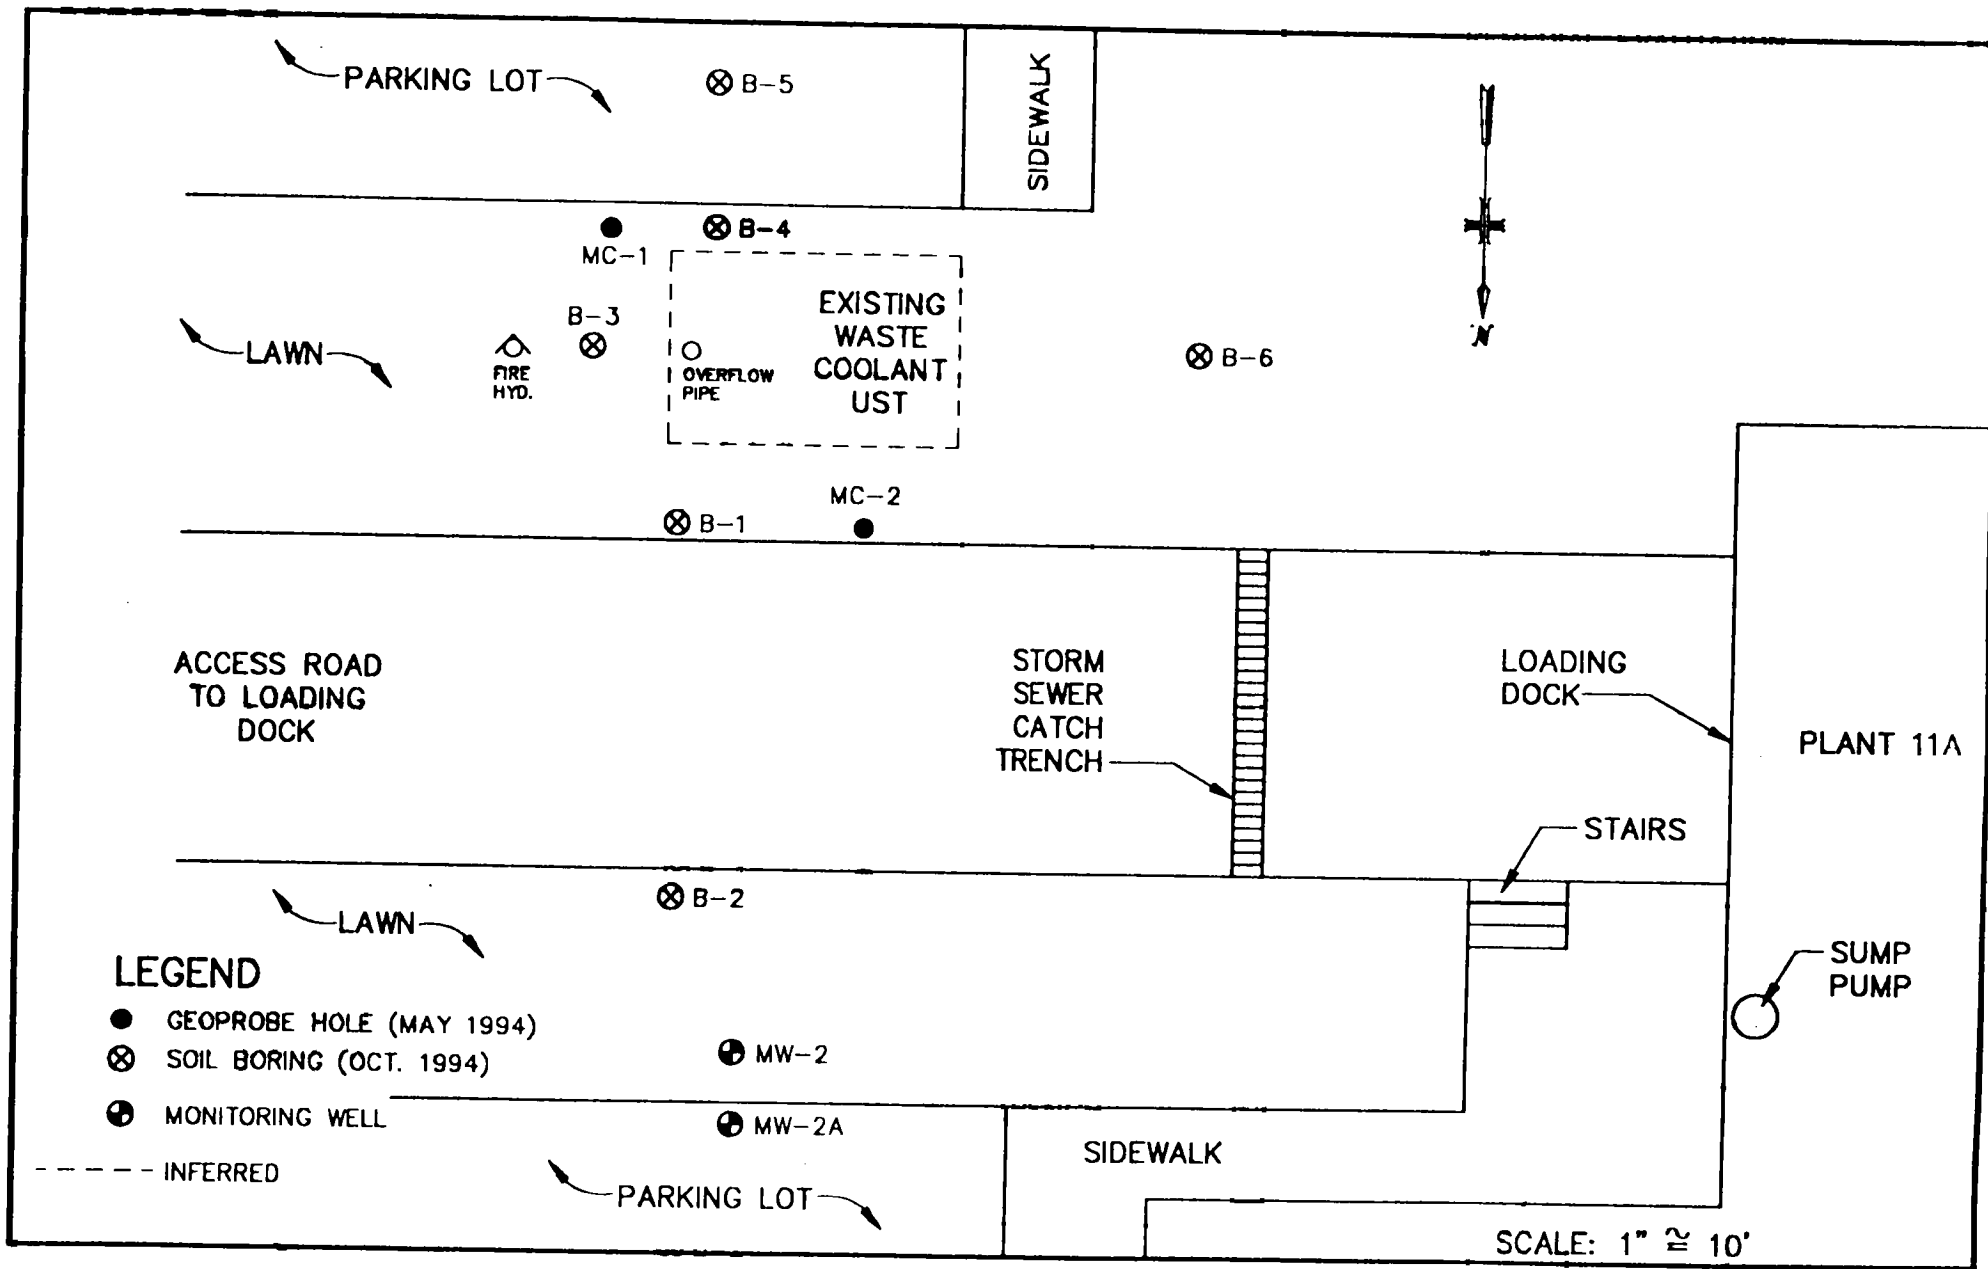 PARKING LOT
B-5
SIDEWALK
B-4
MC-1
EXISTING
WASTE
COOLANT
UST
B-3
N
LAWN
FIRE
HYD.
OVERFLOW
PIPE
B-6
MC-2
B-1
ACCESS ROAD
TO LOADING
DOCK
STORM
SEWER
CATCH
TRENCH
LOADING
DOCK
PLANT 11A
STAIRS
B-2
LAWN
SUMP
PUMP
LEGEND
GEOPROBE HOLE (MAY 1994)
SOIL BORING (OCT. 1994)
MONITORING WELL
INFERRED
MW-2
MW-2A
SIDEWALK
PARKING LOT
SCALE: 1" ≅ 10'